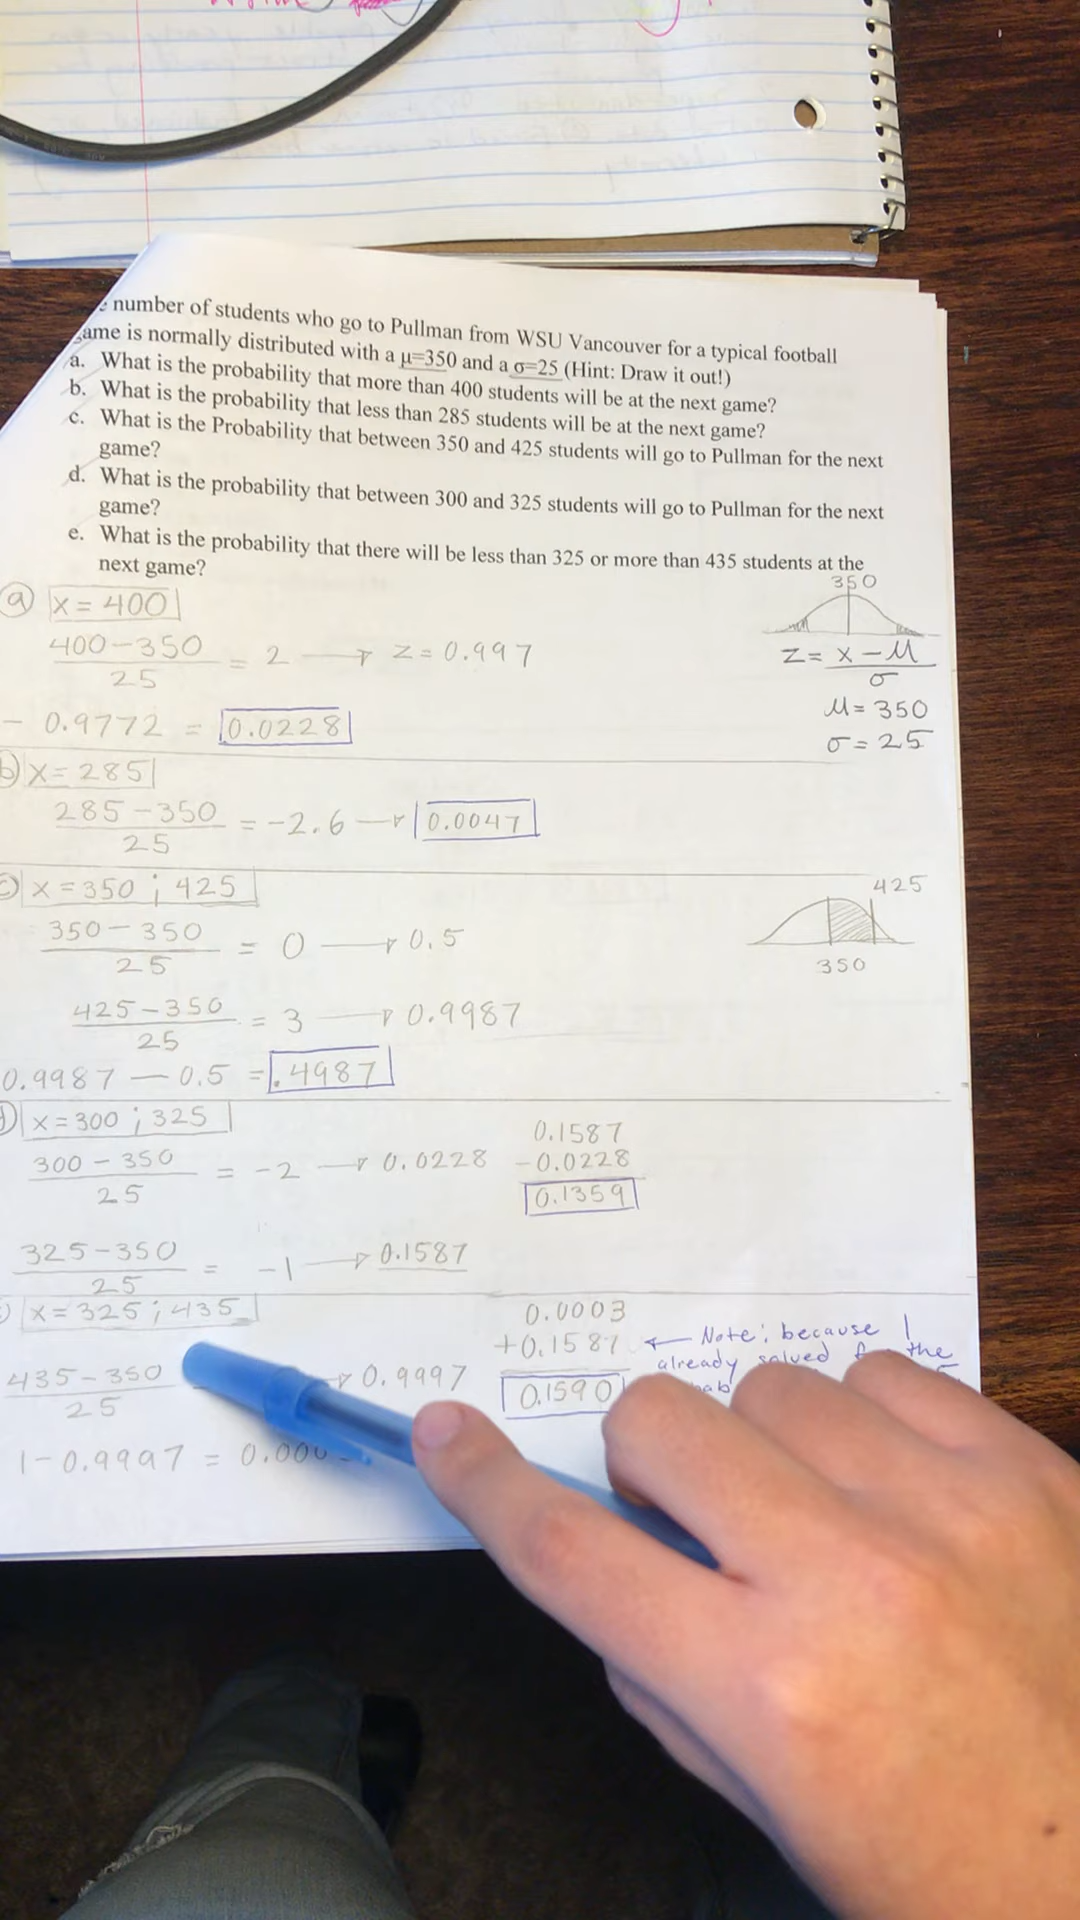 number of students who go to Pullman from WSU Vancouver for a typical football
game is normally distributed with a μ=350 and a σ=25 (Hint: Draw it out!)
a. What is the probability that more than 400 students will be at the next game?
b. What is the probability that less than 285 students will be at the next game?
c. What is the Probability that between 350 and 425 students will go to Pullman for the next
game?
d. What is the probability that between 300 and 325 students will go to Pullman for the next
game?
e. What is the probability that there will be less than 325 or more than 435 students at the
next game?
350
a x = 400
400-350
25
= 2 → z = 0.997
z = x - μ
σ
μ = 350
σ = 25
- 0.9772 = 0.0228
b) x = 285
285-350
25
= -2.6 → 0.0047
c) x = 350 ; 425
350-350
25
= 0 → 0.5
425
350
425-350
25
= 3 → 0.9987
0.9987 - 0.5 = .4987
d) x = 300 ; 325
300-350
25
= -2 → 0.0228
0.1587
-0.0228
0.1359
325-350
25
= -1 → 0.1587
x = 325 ; 435
435-350
25
→ 0.9997
0.0003
+0.1587
0.1590
← Note: because I
already solved the
1-0.9997 = 0.000